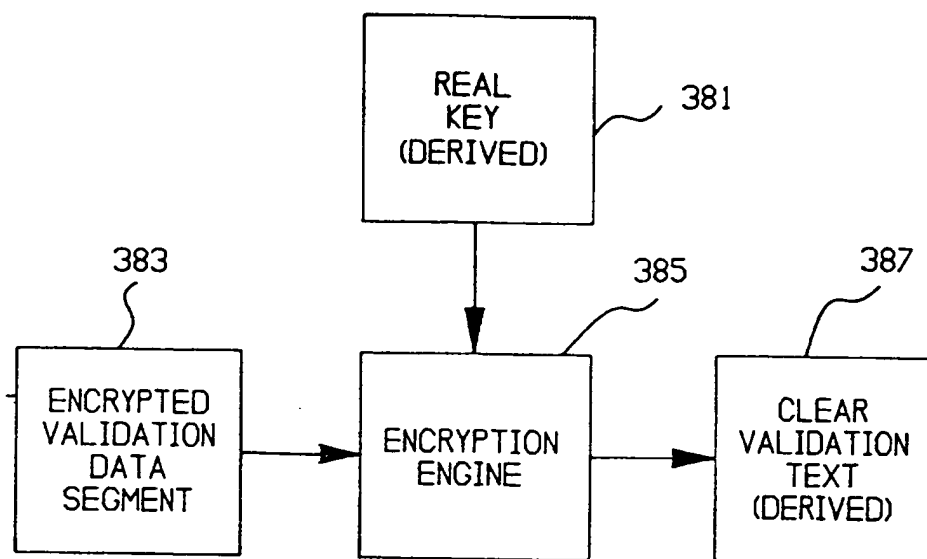 REAL
KEY
(DERIVED)
381
383
385
387
ENCRYPTED
VALIDATION
DATA
SEGMENT
ENCRYPTION
ENGINE
CLEAR
VALIDATION
TEXT
(DERIVED)